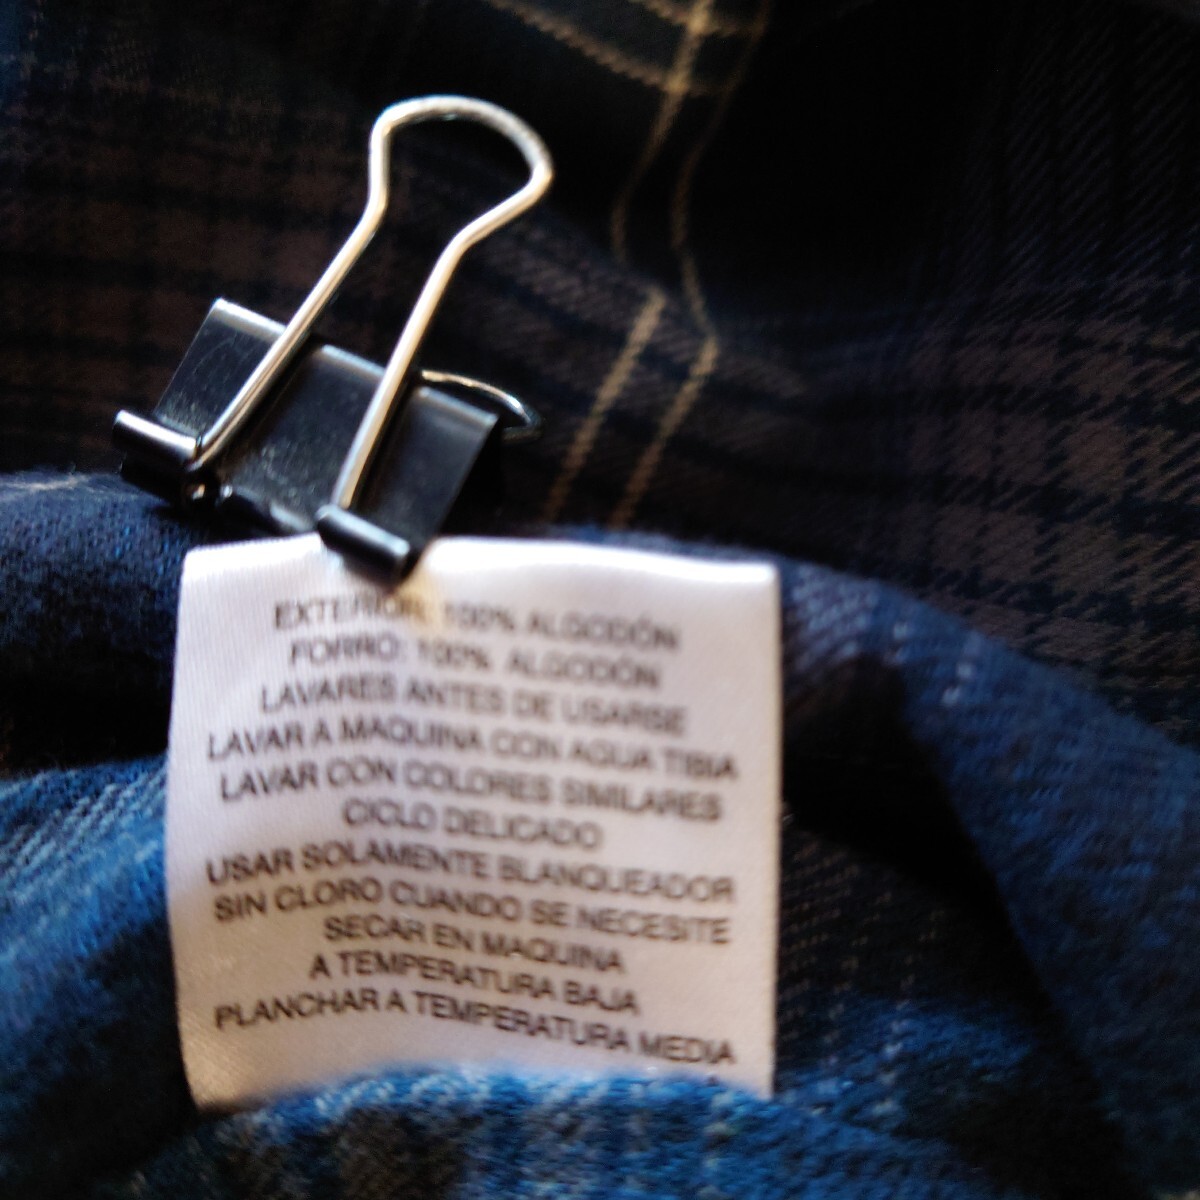 EXTERIOR: 100% ALGODÓN
FORRO: 100% ALGODÓN
LAVARES ANTES DE USARSE
LAVAR A MAQUINA CON AGUA TIBIA
LAVAR CON COLORES SIMILARES
CICLO DELICADO
USAR SOLAMENTE BLANQUEADOR
SIN CLORO CUANDO SE NECESITE
SECAR EN MAQUINA
A TEMPERATURA BAJA
PLANCHAR A TEMPERATURA MEDIA